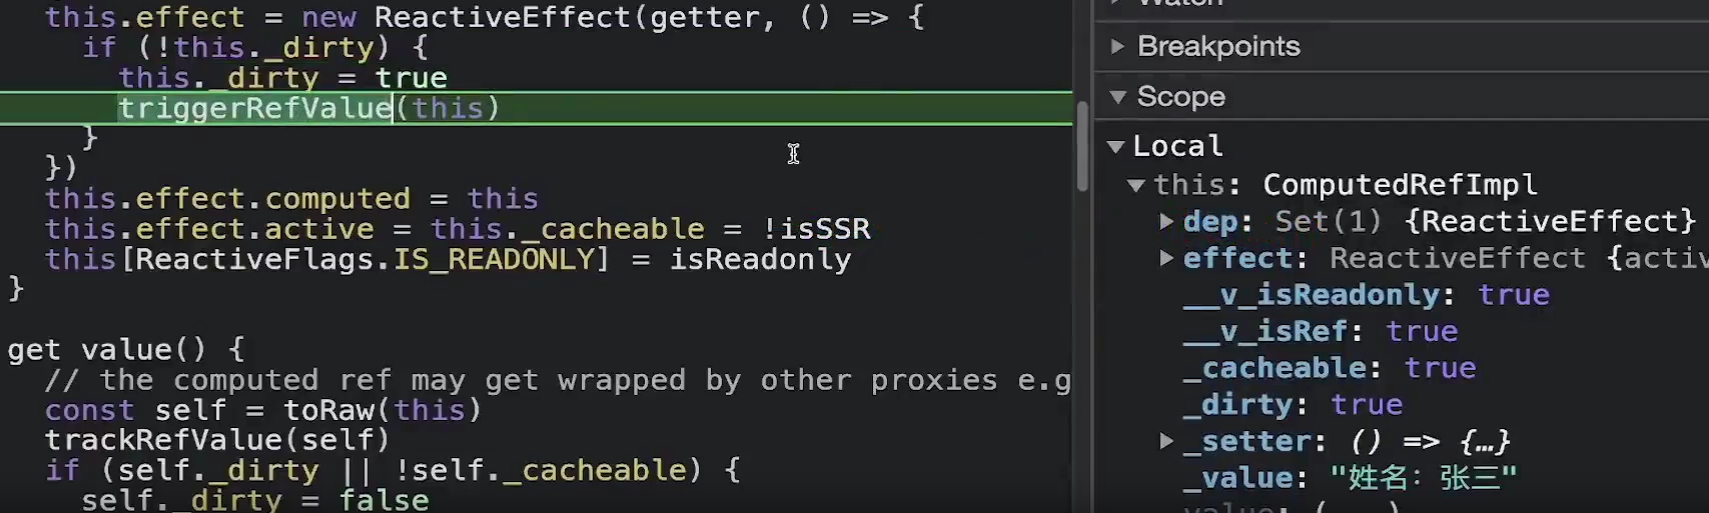 this.effect = new ReactiveEffect(getter, () => {
if (!this._dirty) {
this._dirty = true
triggerRefValue(this)
}
})
this.effect.computed = this
this.effect.active = this._cacheable = !isSSR
this[ReactiveFlags.IS_READONLY] = isReadonly
}
get value() {
// the computed ref may get wrapped by other proxies e.g
const self = toRaw(this)
trackRefValue(self)
if (self._dirty || !self._cacheable) {
self._dirty = false
Watch
Breakpoints
Scope
Local
this: ComputedRefImpl
dep: Set(1) {ReactiveEffect}
effect: ReactiveEffect {activ
__v_isReadonly: true
__v_isRef: true
_cacheable: true
_dirty: true
_setter: () => {…}
_value: "姓名：张三"